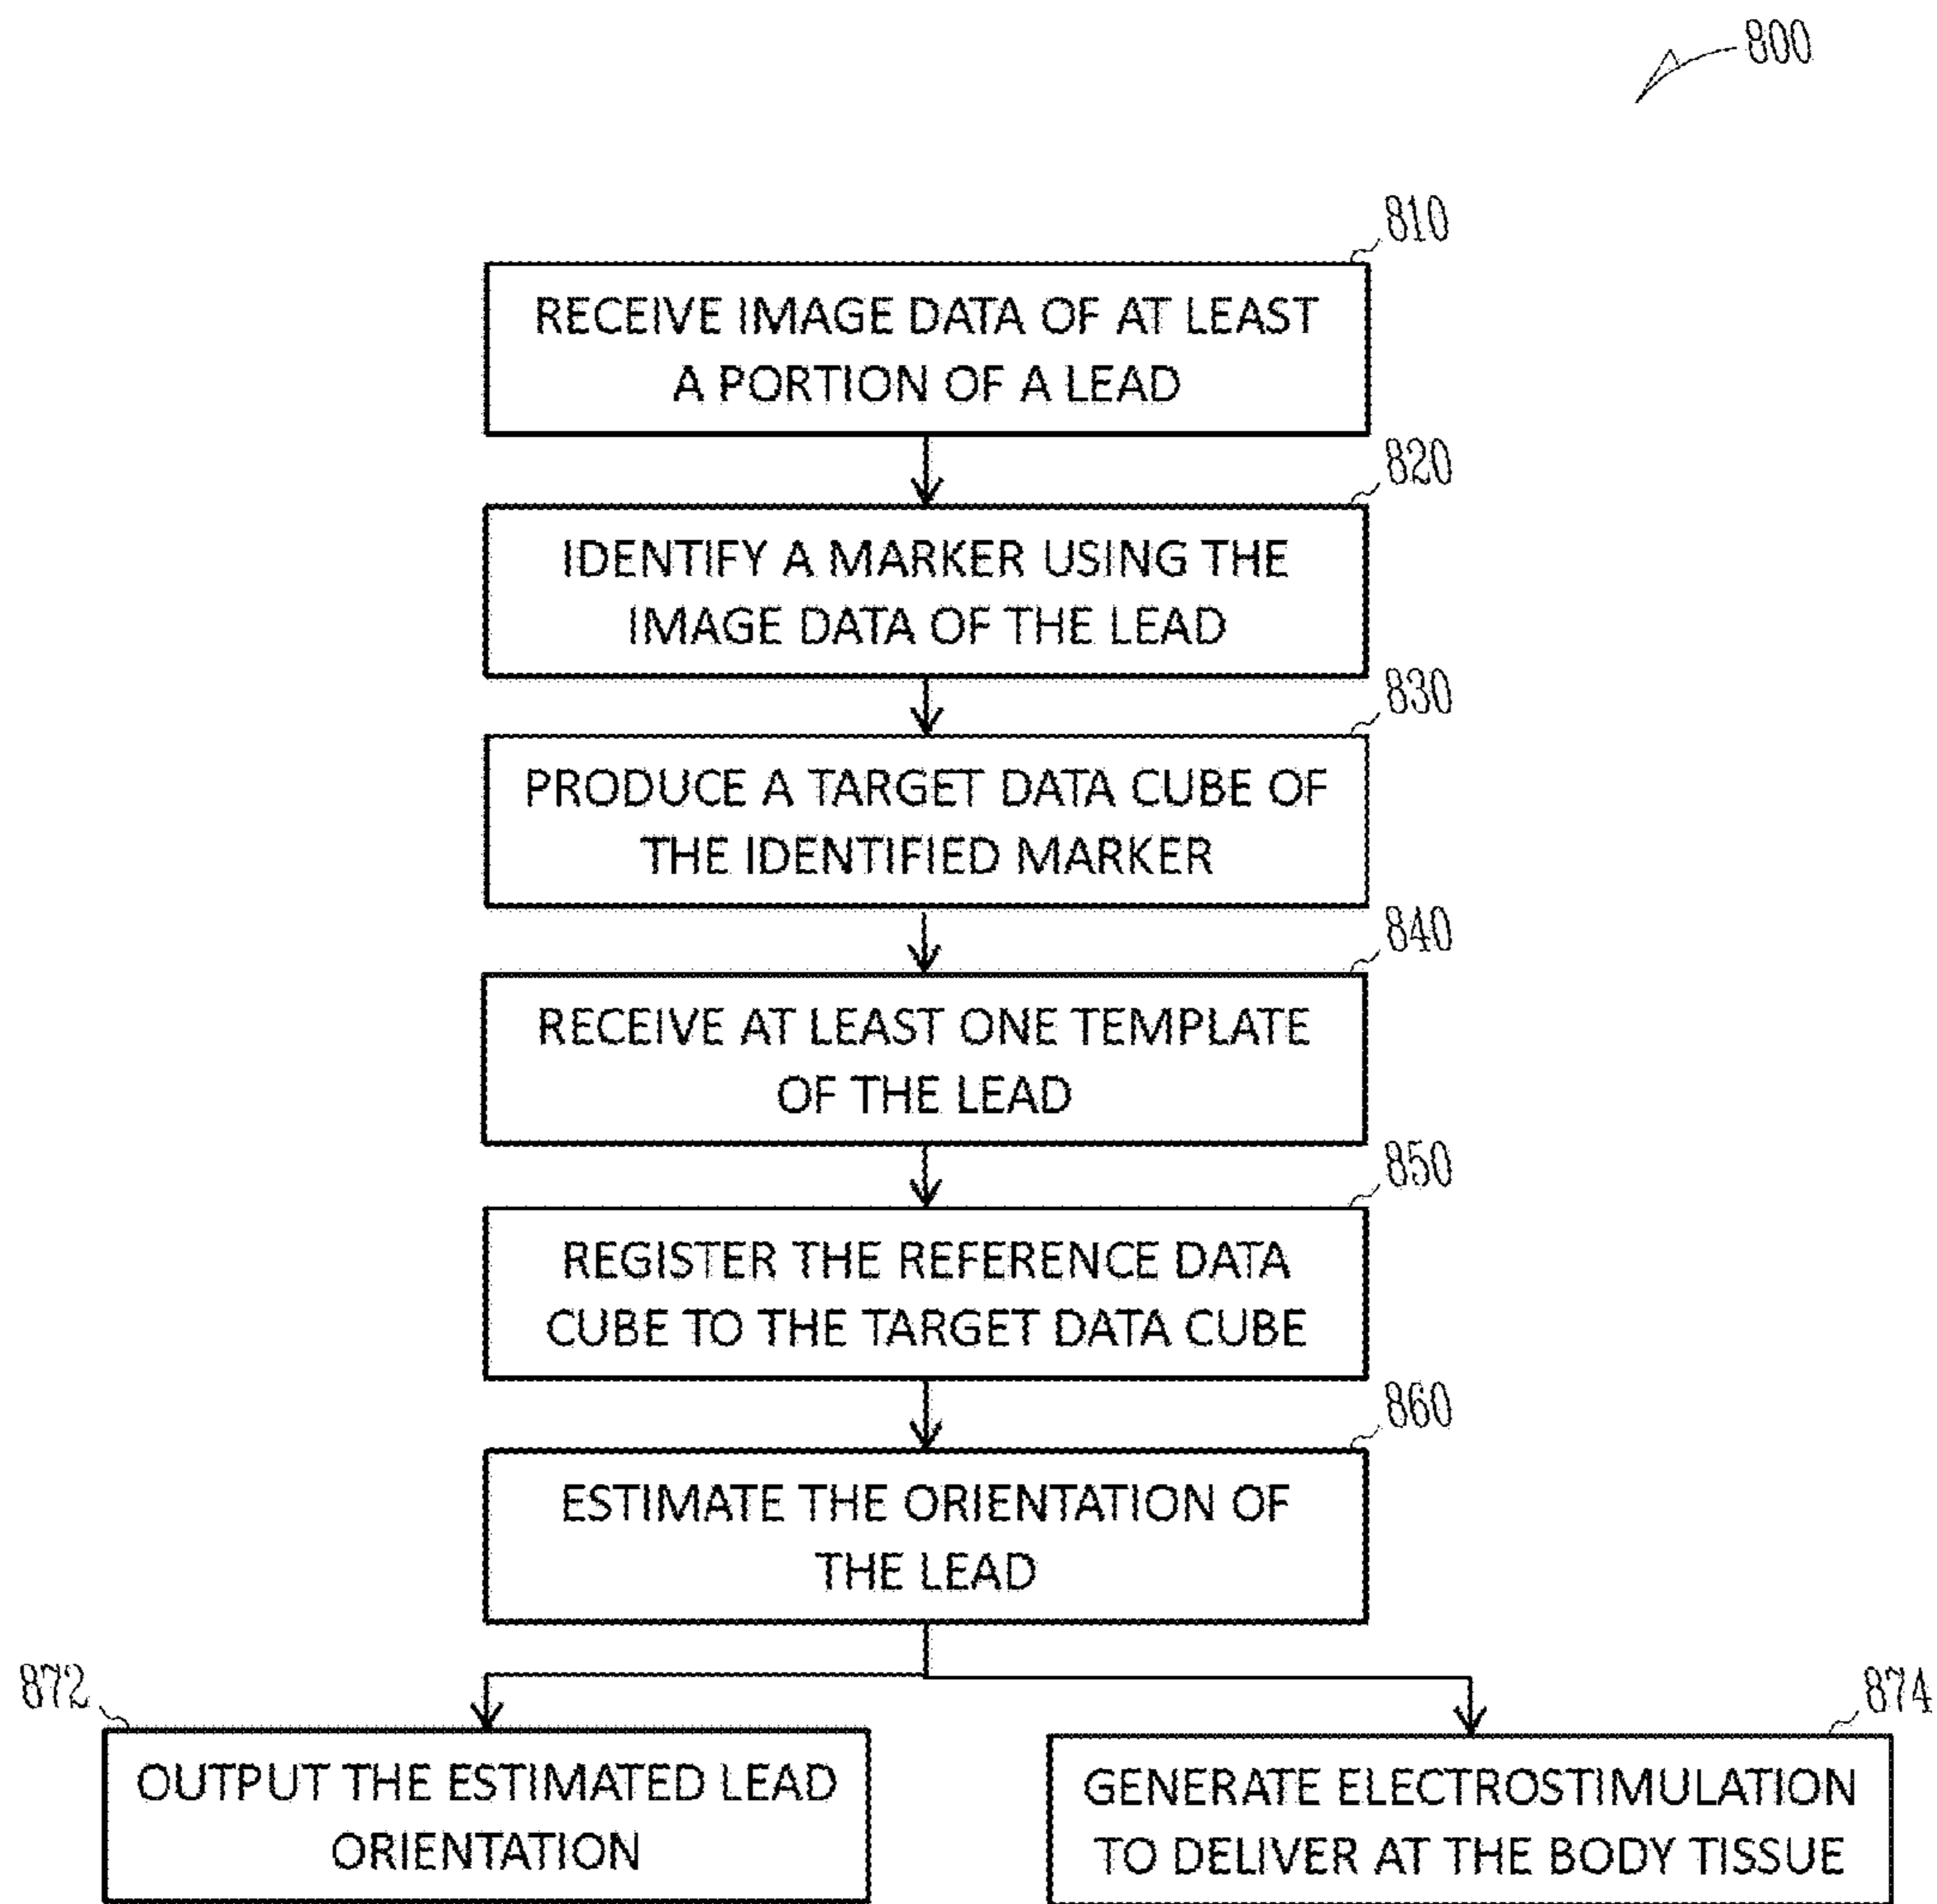 800
810
RECEIVE IMAGE DATA OF AT LEAST
A PORTION OF A LEAD
820
IDENTIFY A MARKER USING THE
IMAGE DATA OF THE LEAD
830
PRODUCE A TARGET DATA CUBE OF
THE IDENTIFIED MARKER
840
RECEIVE AT LEAST ONE TEMPLATE
OF THE LEAD
850
REGISTER THE REFERENCE DATA
CUBE TO THE TARGET DATA CUBE
860
ESTIMATE THE ORIENTATION OF
THE LEAD
872
OUTPUT THE ESTIMATED LEAD
ORIENTATION
874
GENERATE ELECTROSTIMULATION
TO DELIVER AT THE BODY TISSUE